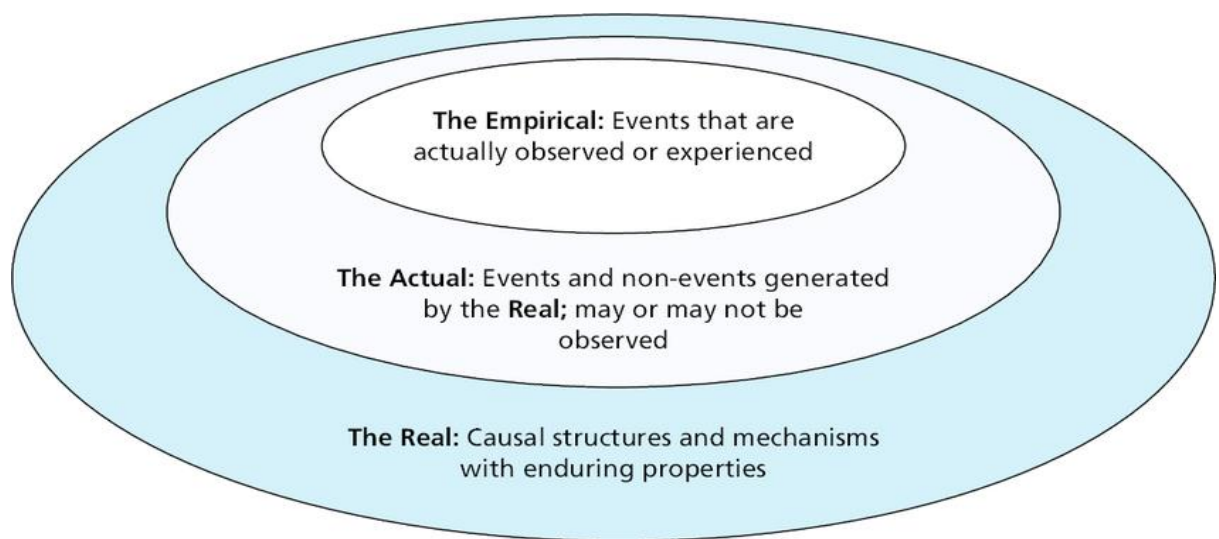 The Empirical: Events that are
actually observed or experienced
The Actual: Events and non-events generated
by the Real; may or may not be
observed
The Real: Causal structures and mechanisms
with enduring properties